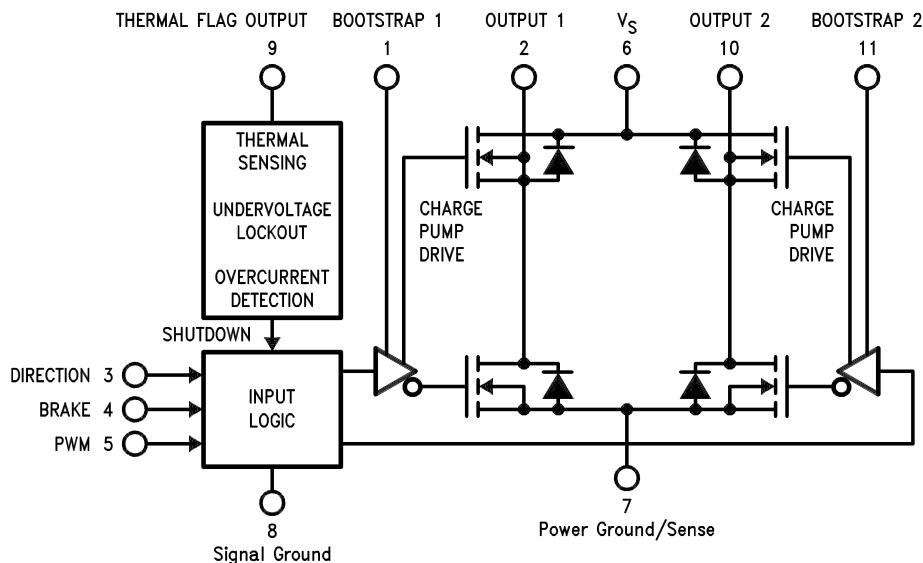 THERMAL FLAG OUTPUT
9
BOOTSTRAP 1
1
OUTPUT 1
2
VS
6
OUTPUT 2
10
BOOTSTRAP 2
11
THERMAL
SENSING
UNDERVOLTAGE
LOCKOUT
OVERCURRENT
DETECTION
CHARGE
PUMP
DRIVE
CHARGE
PUMP
DRIVE
SHUTDOWN
DIRECTION 3
BRAKE 4
PWM 5
INPUT
LOGIC
8
Signal Ground
7
Power Ground/Sense